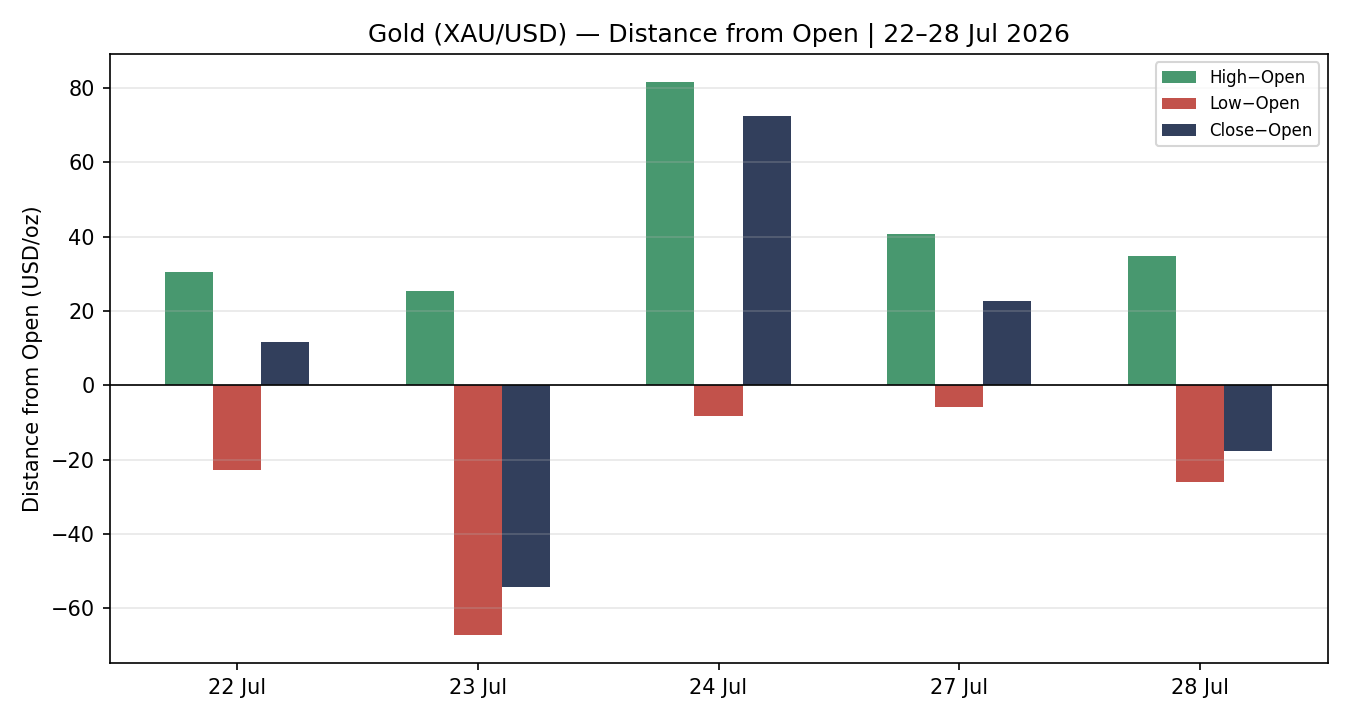 Gold (XAU/USD) — Distance from Open | 22–28 Jul 2026
High−Open
Low−Open
Close−Open
Distance from Open (USD/oz)
80
60
40
20
0
−20
−40
−60
22 Jul
23 Jul
24 Jul
27 Jul
28 Jul